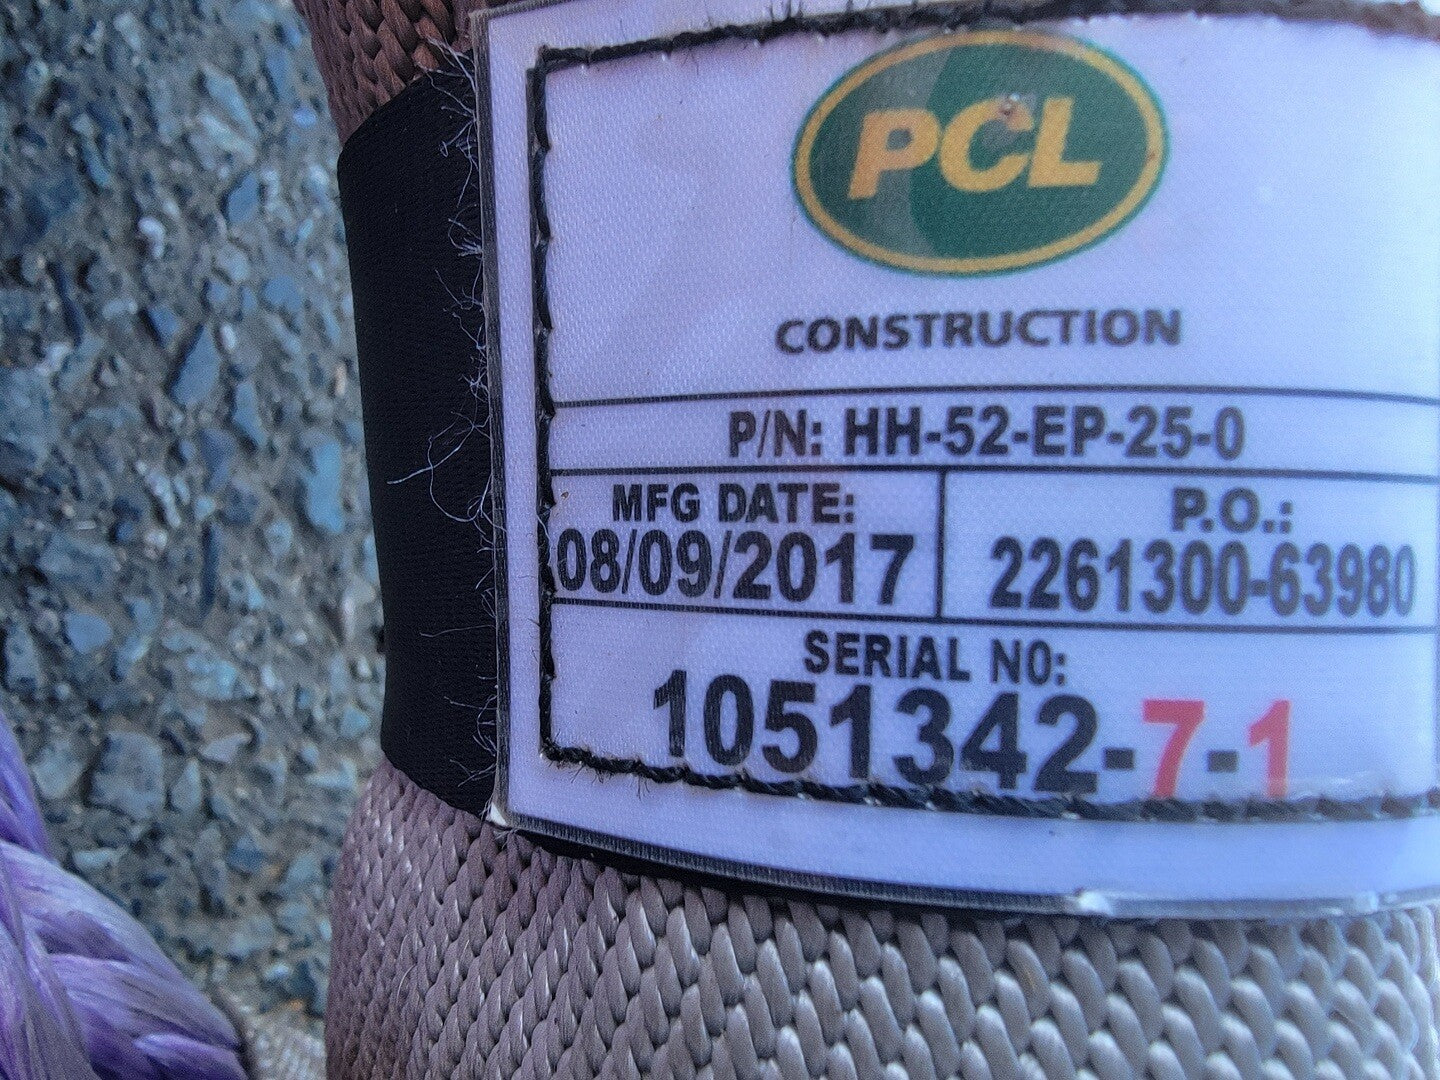 PCL
CONSTRUCTION
P/N: HH-52-EP-25-0
MFG DATE:
08/09/2017
P.O.:
2261300-63980
SERIAL NO:
1051342-7-1